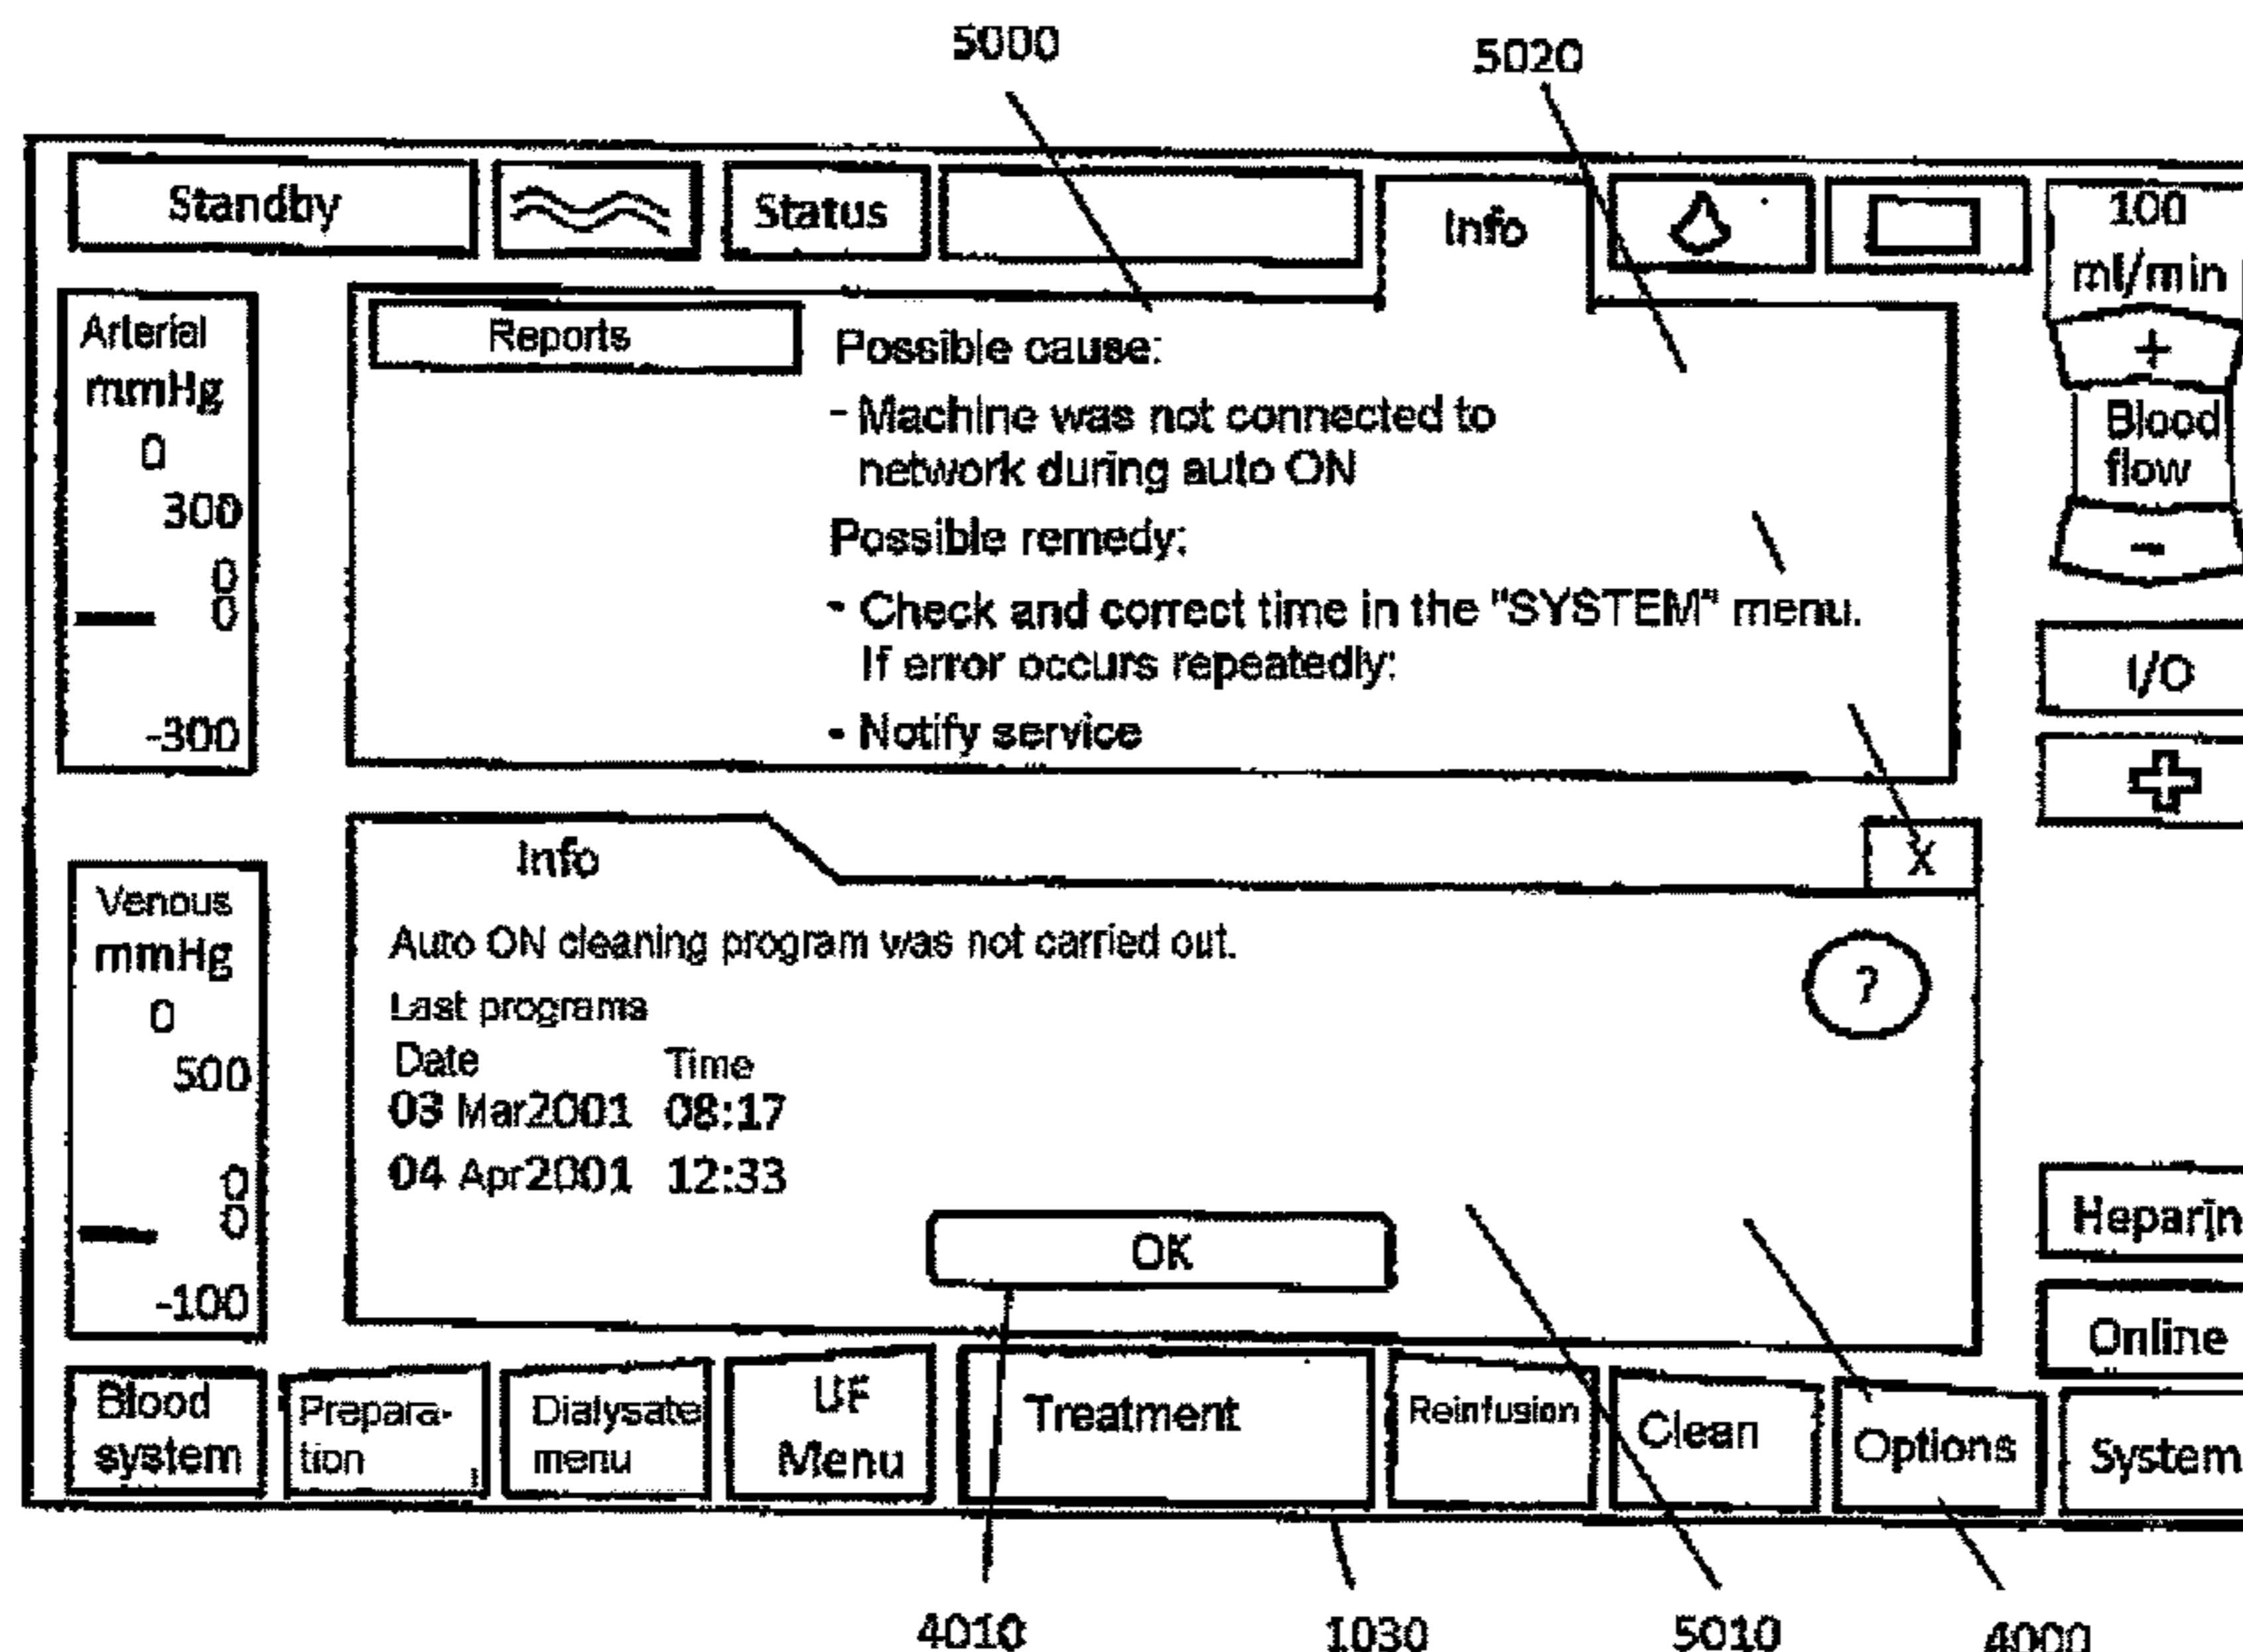 5000
5020
Standby
Status
Info
100
ml/min
+
Blood
flow
-
I/O
Arterial
mmHg
0
300
0
0
-300
Reports
Possible cause:
- Machine was not connected to
network during auto ON
Possible remedy:
- Check and correct time in the "SYSTEM" menu.
If error occurs repeatedly:
- Notify service
Info
X
Venous
mmHg
0
500
0
0
-100
Auto ON cleaning program was not carried out.
?
Last programs
Date Time
03 Mar2001 08:17
04 Apr2001 12:33
OK
Heparin
Online
Blood
system
Prepara-
tion
Dialysate
menu
UF
Menu
Treatment
Reinfusion
Clean
Options
System
4010
1030
5010
4000